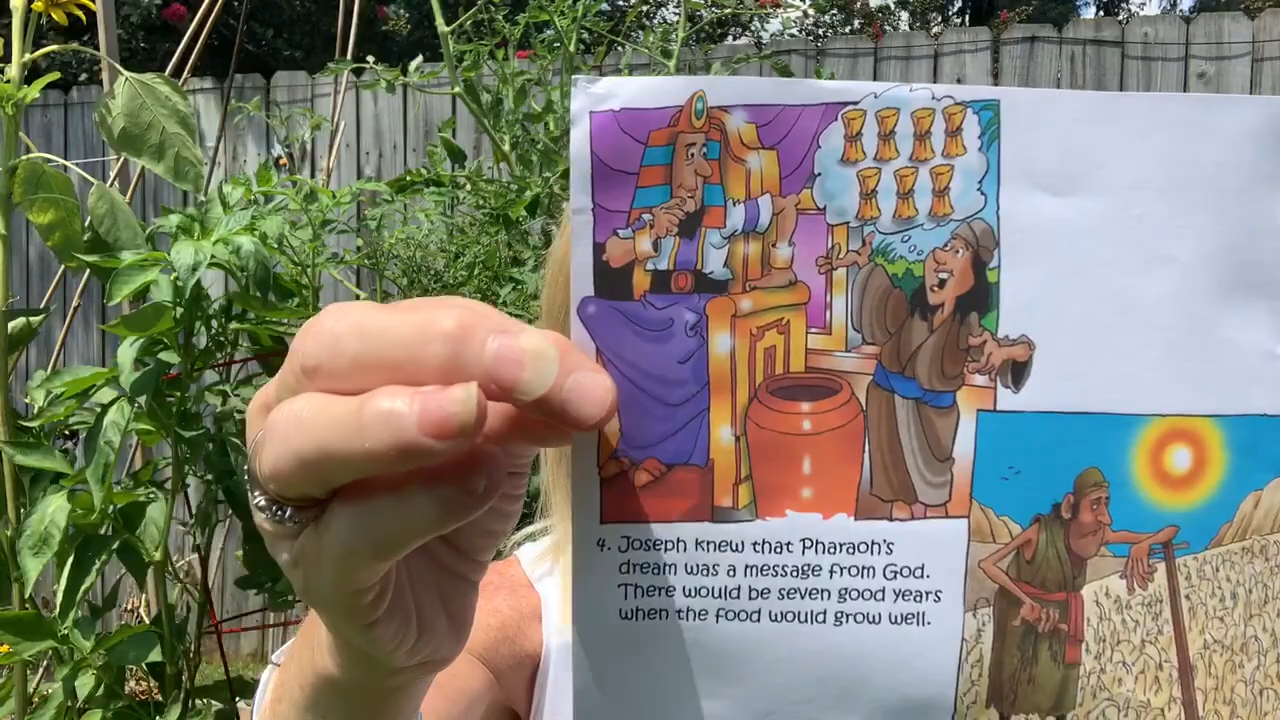 4. Joseph knew that Pharaoh's
dream was a message from God.
There would be seven good years
when the food would grow well.